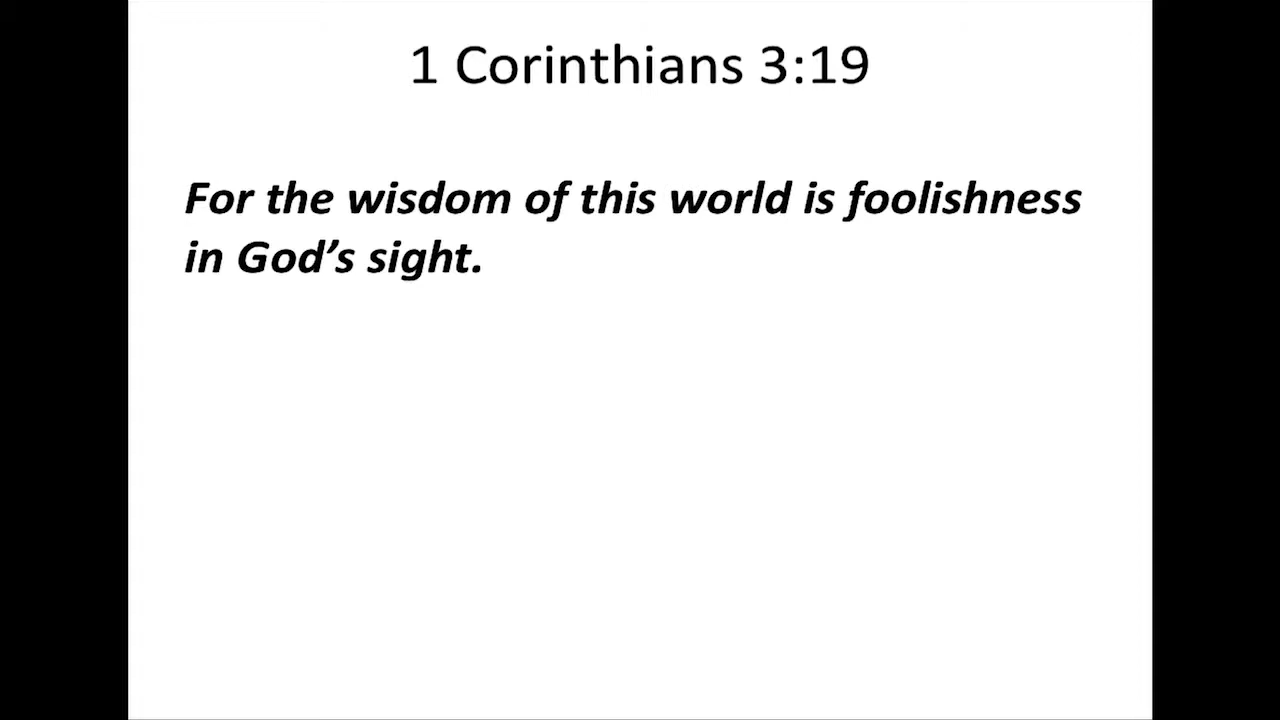 1 Corinthians 3:19
For the wisdom of this world is foolishness
in God’s sight.